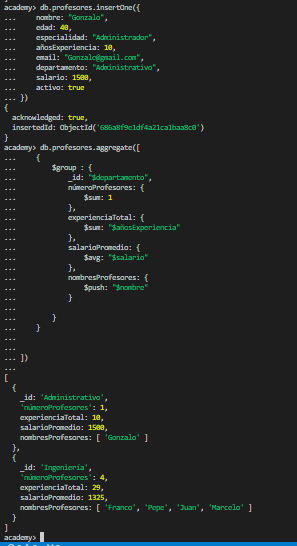 academy> db.profesores.insertOne({
... nombre: "Gonzalo",
... edad: 40,
... especialidad: "Administrador",
... añosExperiencia: 10,
... email: "Gonzalo@gmail.com",
... departamento: "Administrativo",
... salario: 1500,
... activo: true
... })
{
acknowledged: true,
insertedId: ObjectId('686a8f9e1df4a21ca1baa8c0')
}
academy> db.profesores.aggregate([
... {
... $group : {
... _id: "$departamento",
... númeroProfesores: {
... $sum: 1
... },
... experienciaTotal: {
... $sum: "$añosExperiencia"
... },
... salarioPromedio: {
... $avg: "$salario"
... },
... nombresProfesores: {
... $push: "$nombre"
... }
...
... }
... }
...
...
... ])
...
[
{
_id: 'Administrativo',
'númeroProfesores': 1,
experienciaTotal: 10,
salarioPromedio: 1500,
nombresProfesores: [ 'Gonzalo' ]
},
{
_id: 'Ingeniería',
'númeroProfesores': 4,
experienciaTotal: 29,
salarioPromedio: 1325,
nombresProfesores: [ 'Franco', 'Pepe', 'Juan', 'Marcelo' ]
}
]
academy>